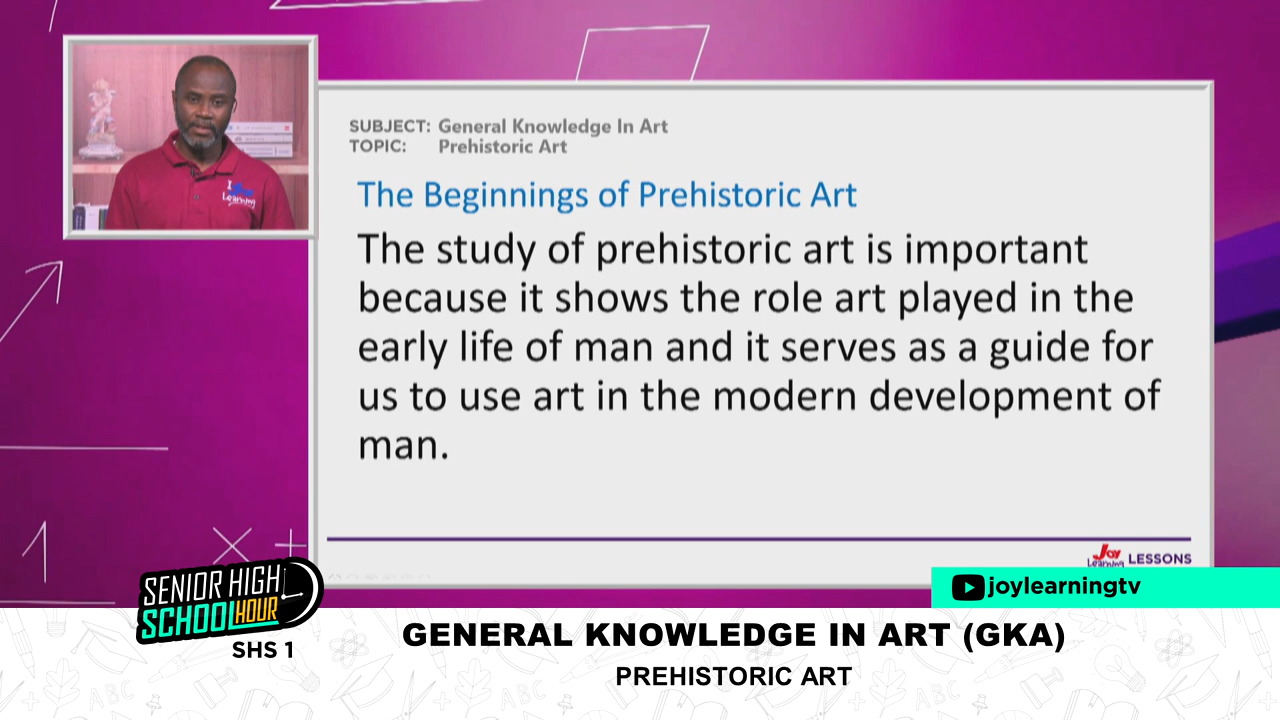 SUBJECT: General Knowledge In Art
TOPIC: Prehistoric Art
The Beginnings of Prehistoric Art
The study of prehistoric art is important
because it shows the role art played in the
early life of man and it serves as a guide for
us to use art in the modern development of
man.
Joy
Learning LESSONS
joylearningtv
SENIOR HIGH
SCHOOL HOUR
SHS 1
GENERAL KNOWLEDGE IN ART (GKA)
PREHISTORIC ART